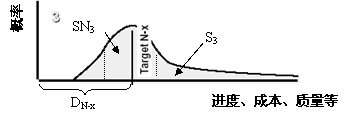 概率
3
SN3
Target N-x
S3
DN-x
进度、成本、质量等